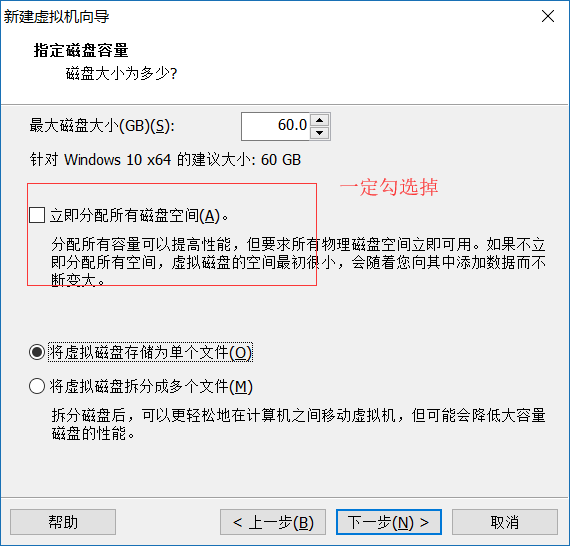 新建虚拟机向导
指定磁盘容量
磁盘大小为多少?
最大磁盘大小(GB)(S):
60.0
针对 Windows 10 x64 的建议大小: 60 GB
一定勾选掉
立即分配所有磁盘空间(A)。
分配所有容量可以提高性能，但要求所有物理磁盘空间立即可用。如果不立
即分配所有空间，虚拟磁盘的空间最初很小，会随着您向其中添加数据而不
断变大。
将虚拟磁盘存储为单个文件(O)
将虚拟磁盘拆分成多个文件(M)
拆分磁盘后，可以更轻松地在计算机之间移动虚拟机，但可能会降低大容量
磁盘的性能。
帮助
< 上一步(B)
下一步(N) >
取消